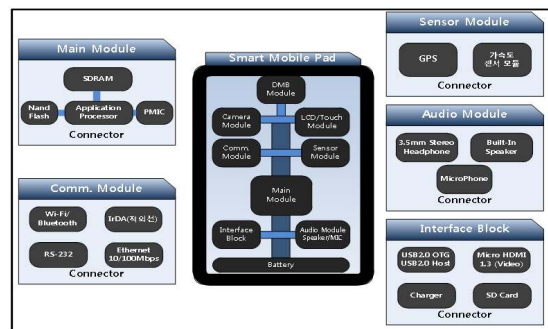 Main Module
SDRAM
Nand
Flash
Application
Processor
PMIC
Connector
Comm. Module
Wi-Fi/
Bluetooth
IrDA(적외선)
RS-232
Ethernet
10/100Mbps
Connector
Smart Mobile Pad
DMB
Module
Camera
Module
LCD/Touch
Module
Comm.
Module
Sensor
Module
Main
Module
Interface
Block
Audio Module
Speaker/MIC
Battery
Sensor Module
GPS
가속도
센서 모듈
Connector
Audio Module
3.5mm Stereo
Headphone
Built-In
Speaker
MicroPhone
Connector
Interface Block
USB2.0 OTG
USB2.0 Host
Micro HDMI
1.3 (Video)
Charger
SD Card
Connector